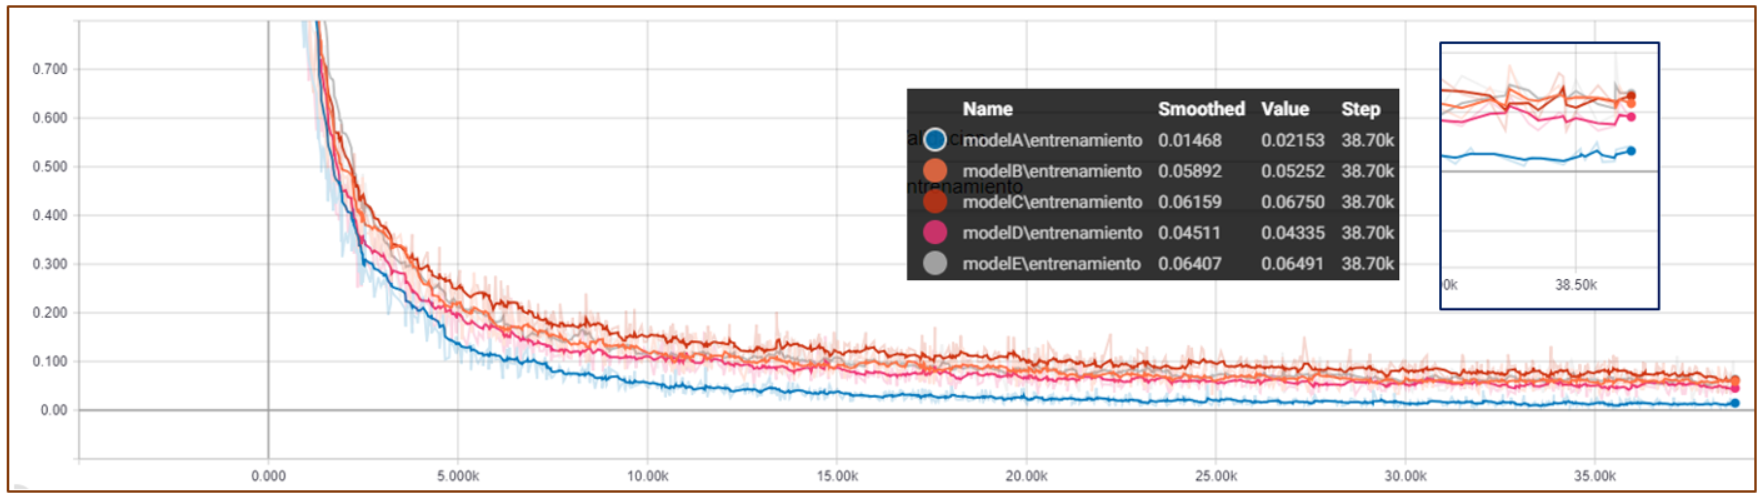 0.700
0.600
0.500
0.400
0.300
0.200
0.100
0.00
0.000 5.000k 10.00k 15.00k 20.00k 25.00k 30.00k 35.00k
Name Smoothed Value Step
modelA\entrenamiento 0.01468 0.02153 38.70k
modelB\entrenamiento 0.05892 0.05252 38.70k
modelC\entrenamiento 0.06159 0.06750 38.70k
modelD\entrenamiento 0.04511 0.04335 38.70k
modelE\entrenamiento 0.06407 0.06491 38.70k
ntrenamiento
00k 38.50k